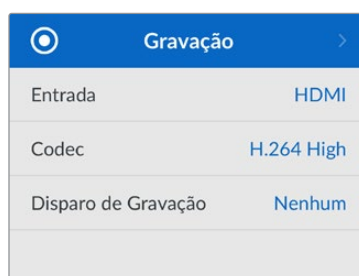 Gravação
Entrada HDMI
Codec H.264 High
Disparo de Gravação Nenhum